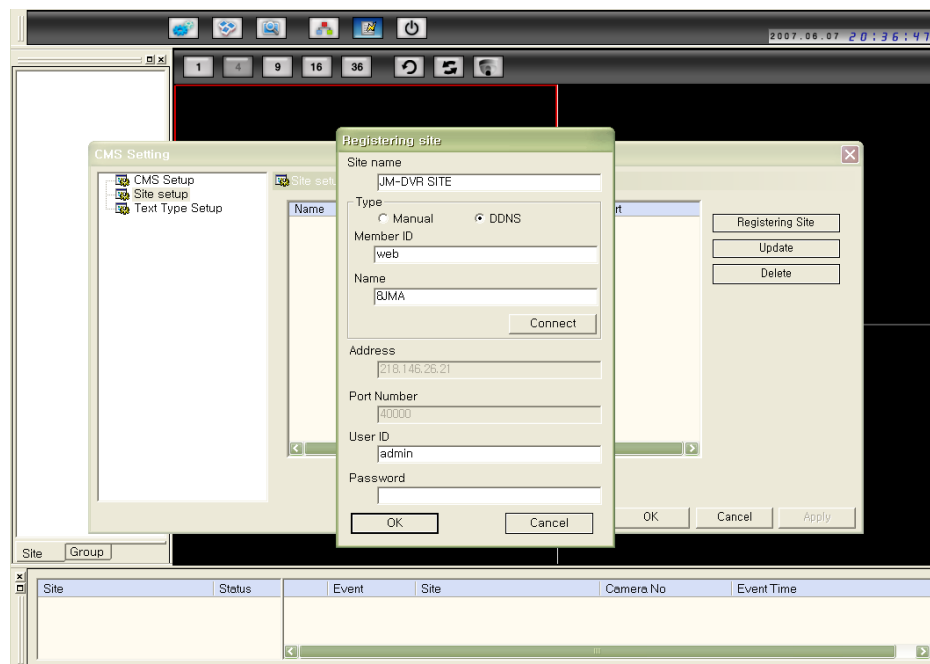 2007.06.07 20:36:47
1 4 9 16 36
CMS Setting
CMS Setup
Site setup
Text Type Setup
Site setu
Name
rt
Registering Site
Update
Delete
OK Cancel Apply
Registering site
Site name
JM-DVR SITE
Type
Manual DDNS
Member ID
web
Name
8JMA
Connect
Address
218.146.26.21
Port Number
40000
User ID
admin
Password
OK Cancel
Site Group
Site Status Event Site Camera No Event Time